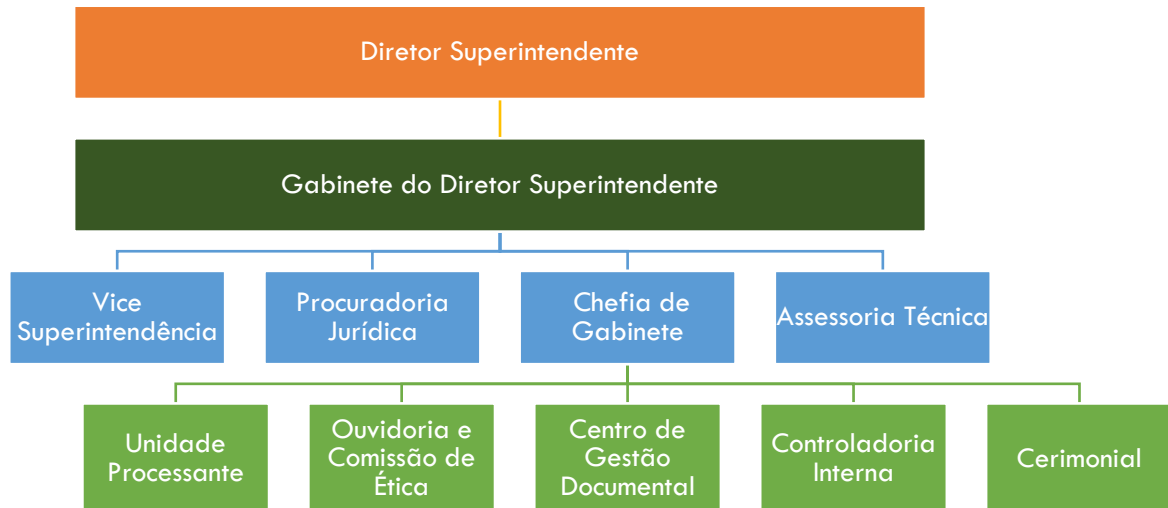 Diretor Superintendente
Gabinete do Diretor Superintendente
Vice
Superintendência
Procuradoria
Jurídica
Chefia de
Gabinete
Assessoria Técnica
Unidade
Processante
Ouvidoria e
Comissão de
Ética
Centro de
Gestão
Documental
Controladoria
Interna
Cerimonial